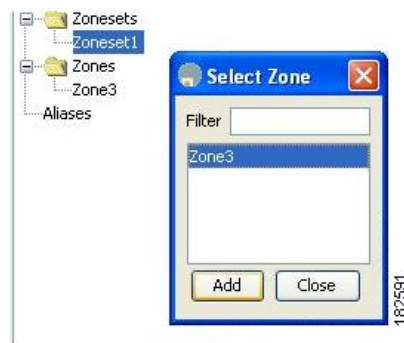 Zonesets
Zoneset1
Zones
Zone3
Aliases
Select Zone
Filter
Zone3
Add
Close
182591